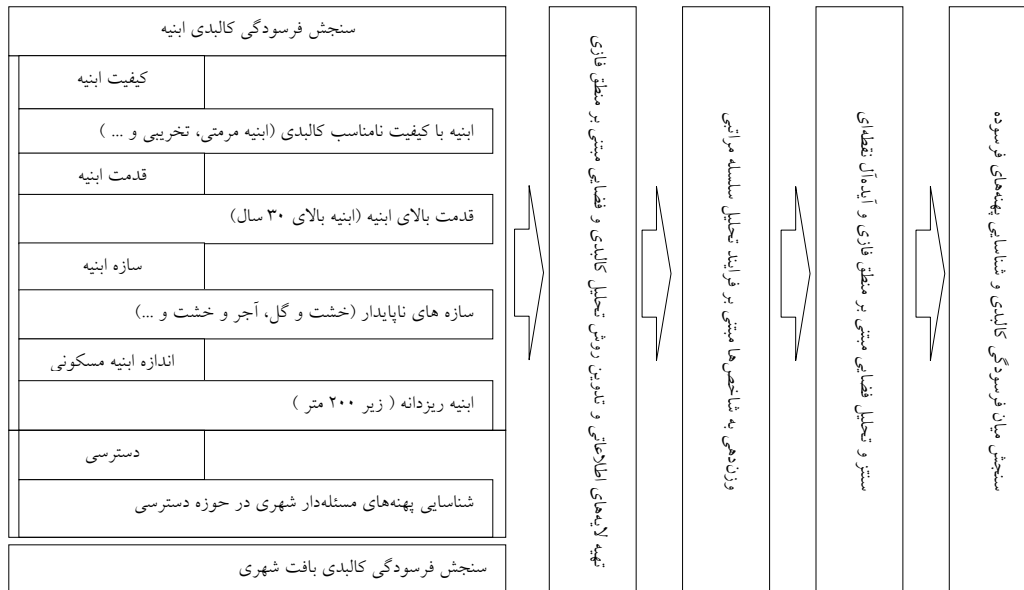 سنجش فرسودگی کالبدی ابنیه
کیفیت ابنیه
ابنیه با کیفیت نامناسب کالبدی (ابنیه مرمتی، تخریبی و ... )
قدمت ابنیه
قدمت بالای ابنیه (ابنیه بالای ۳۰ سال)
سازه ابنیه
سازه های ناپایدار (خشت و گل، آجر و خشت و ...)
اندازه ابنیه مسکونی
ابنیه ریزدانه ( زیر ۲۰۰ متر )
دسترسی
شناسایی پهنه‌های مسئله‌دار شهری در حوزه دسترسی
سنجش فرسودگی کالبدی بافت شهری
تهیه لایه‌های اطلاعاتی و تدوین روش تحلیل کالبدی و فضایی مبتنی بر منطق فازی
وزن‌دهی به شاخص‌ها مبتنی بر فرایند تحلیل سلسله مراتبی
سنتز و تحلیل فضایی مبتنی بر منطق فازی و آیده‌آل نقطه‌ای
سنجش میان فرسودگی کالبدی و شناسایی پهنه‌های فرسوده